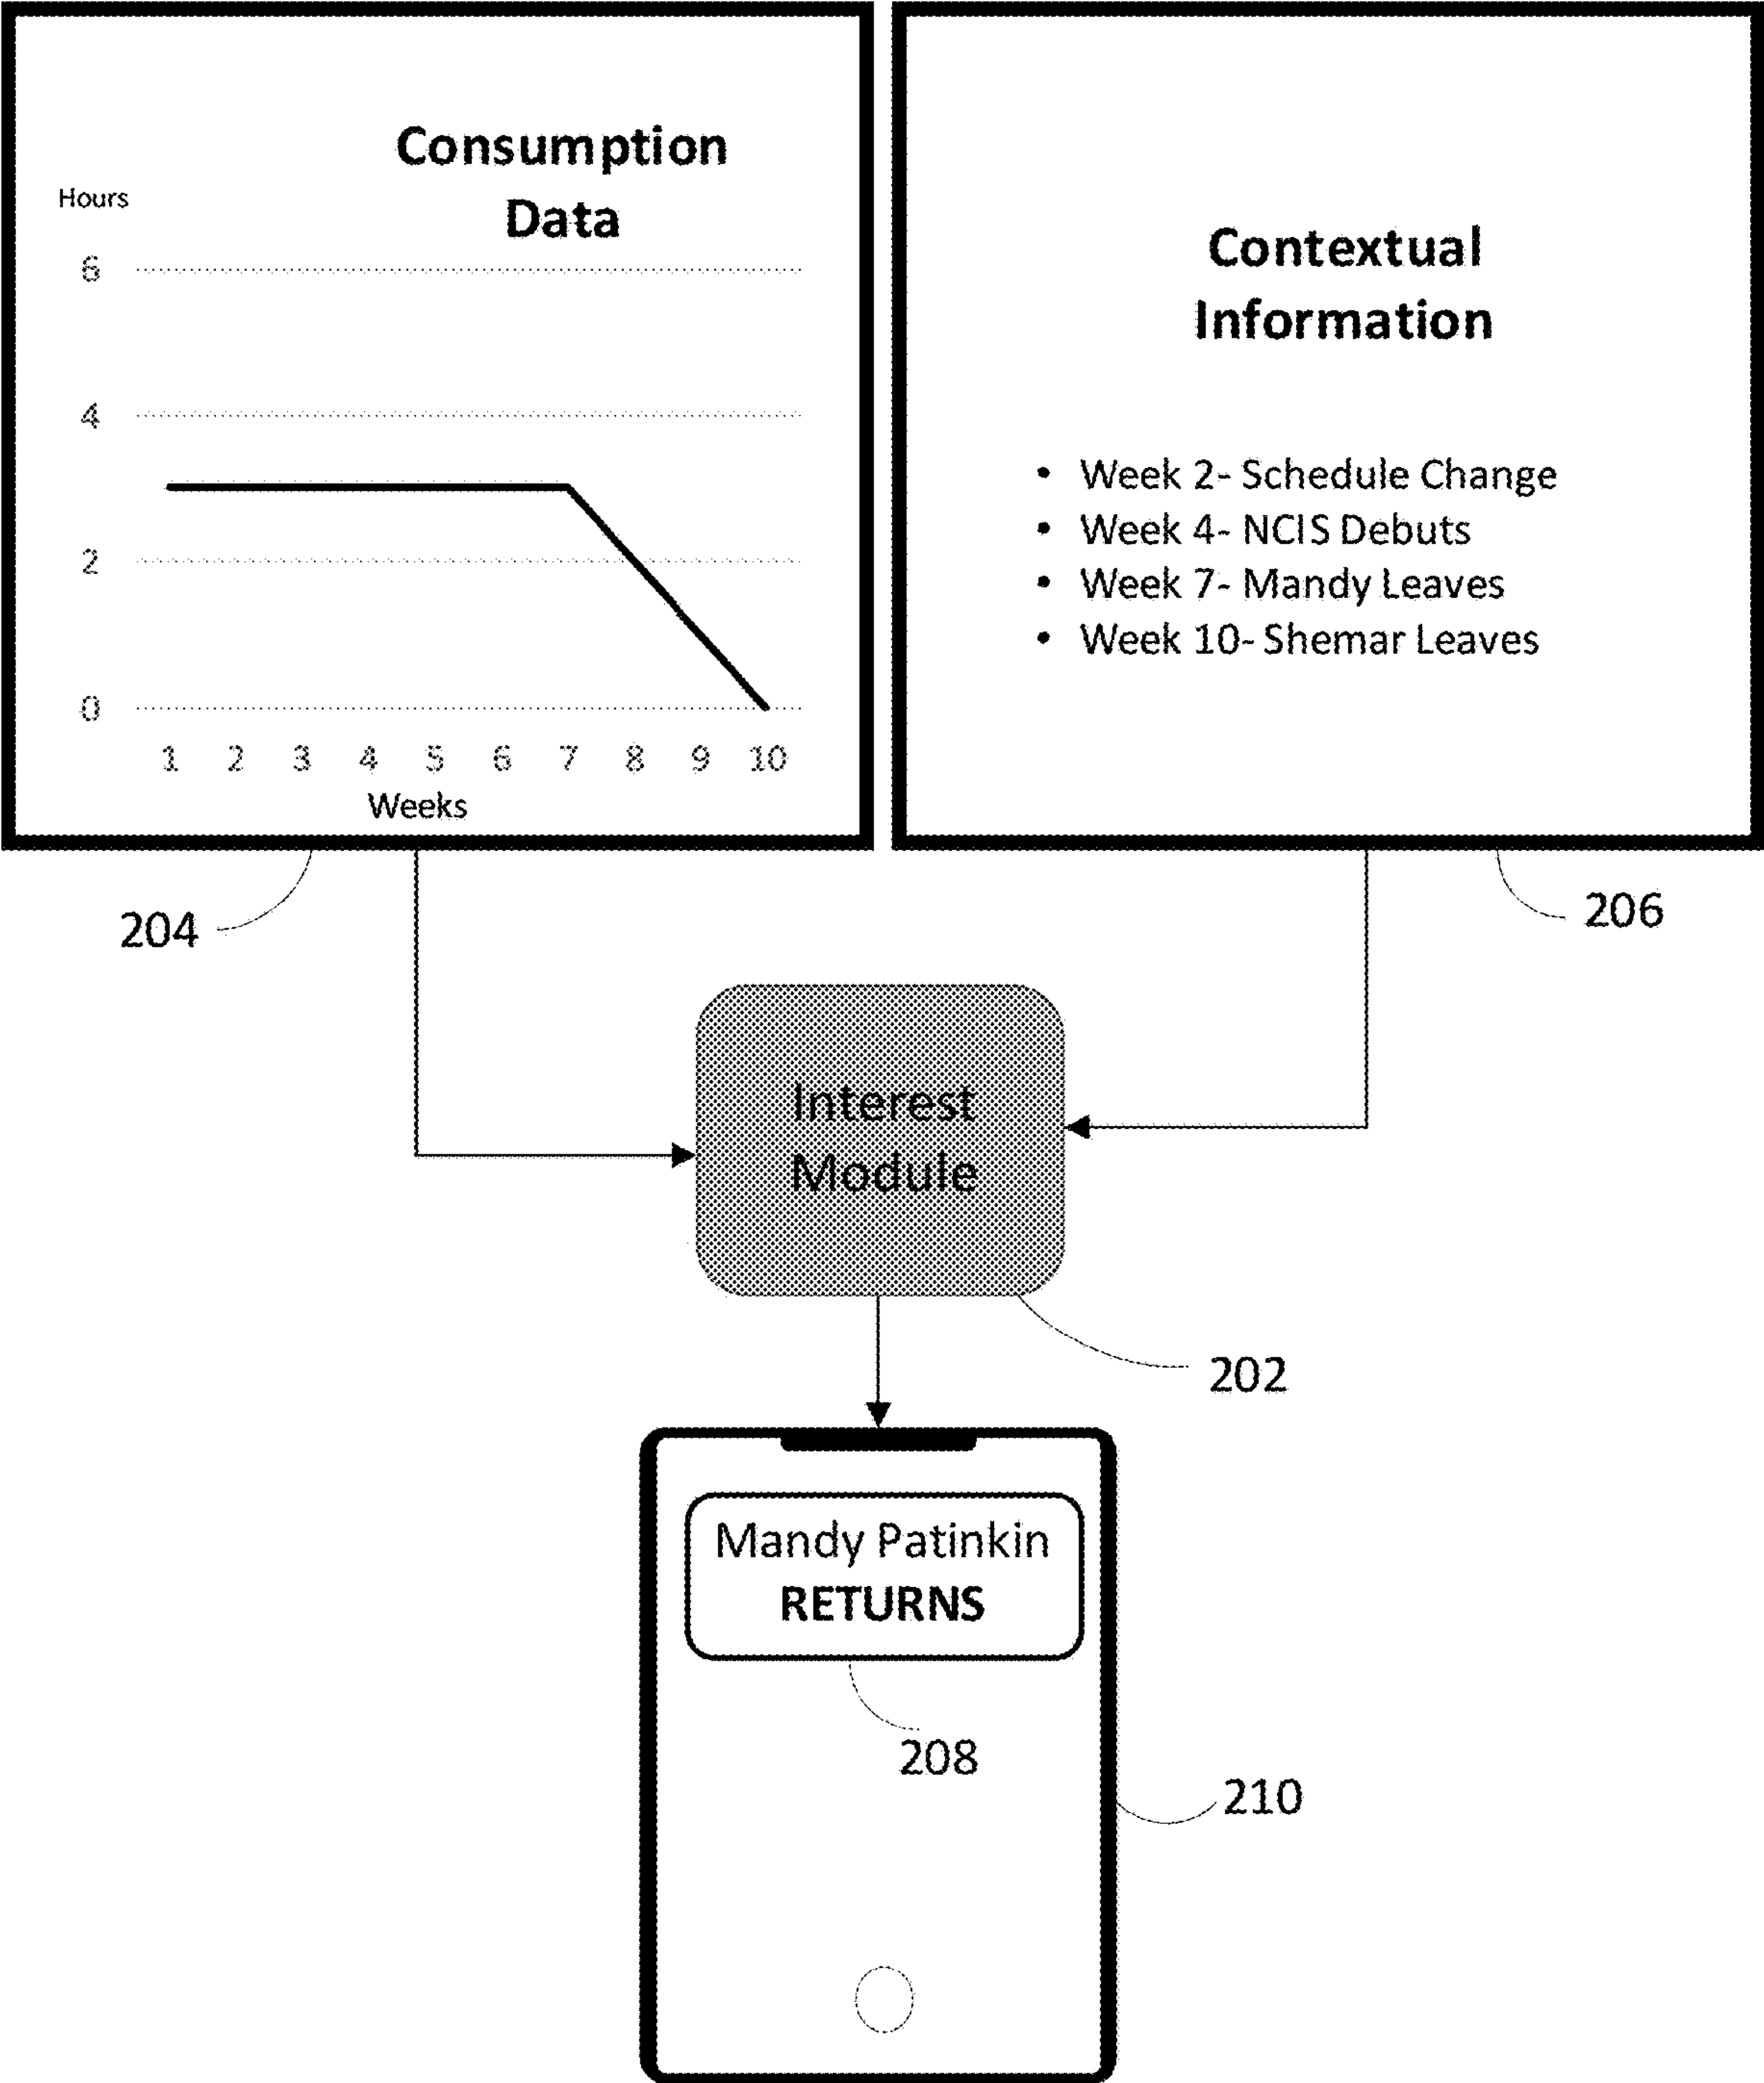 Consumption
Data
Hours
6
4
2
0
1 2 3 4 5 6 7 8 9 10
Weeks
204
Contextual
Information
• Week 2- Schedule Change
• Week 4- NCIS Debuts
• Week 7- Mandy Leaves
• Week 10- Shemar Leaves
206
Interest
Module
202
Mandy Patinkin
RETURNS
208
210